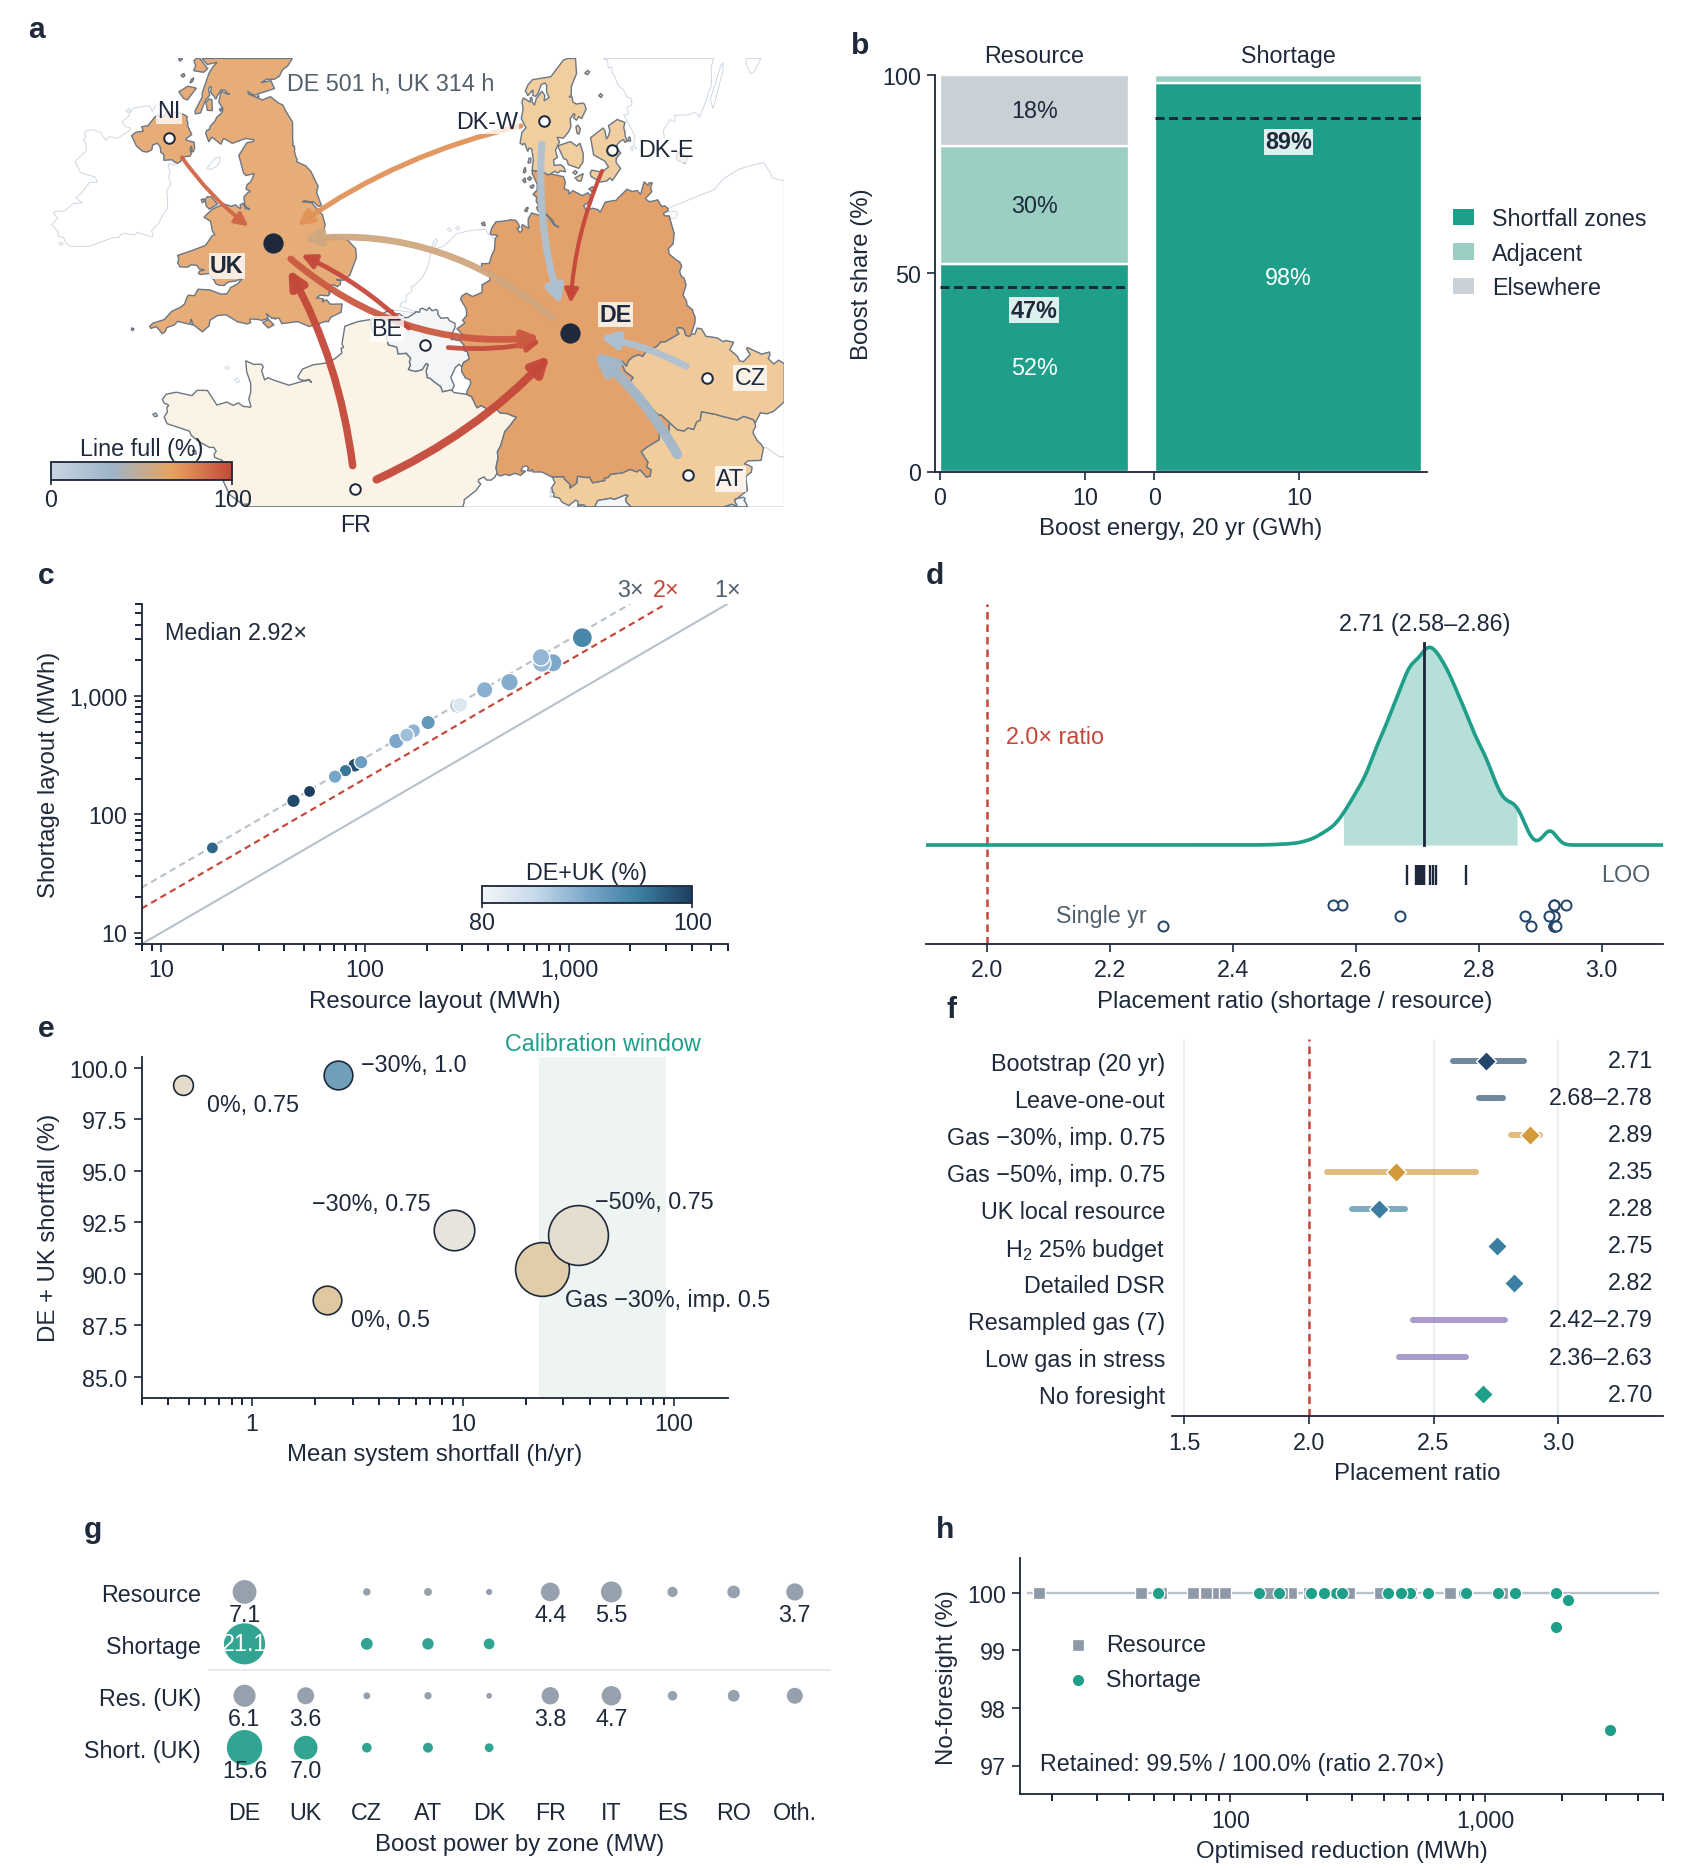 a
DE 501 h, UK 314 h
NI
DK-W
DK-E
UK
DE
BE
CZ
AT
FR
Line full (%)
0 100
b
Resource Shortage
100
50
0
Boost share (%)
18%
30%
47%
52%
89%
98%
0 10 0 10
Boost energy, 20 yr (GWh)
Shortfall zones
Adjacent
Elsewhere
c
3× 2× 1×
Median 2.92×
1,000
100
10
Shortage layout (MWh)
DE+UK (%)
80 100
10 100 1,000
Resource layout (MWh)
d
2.71 (2.58–2.86)
2.0× ratio
LOO
Single yr
2.0 2.2 2.4 2.6 2.8 3.0
Placement ratio (shortage / resource)
e
Calibration window
100.0
97.5
95.0
92.5
90.0
87.5
85.0
DE + UK shortfall (%)
−30%, 1.0
0%, 0.75
−30%, 0.75
−50%, 0.75
Gas −30%, imp. 0.5
0%, 0.5
1 10 100
Mean system shortfall (h/yr)
f
Bootstrap (20 yr) 2.71
Leave-one-out 2.68–2.78
Gas −30%, imp. 0.75 2.89
Gas −50%, imp. 0.75 2.35
UK local resource 2.28
H₂ 25% budget 2.75
Detailed DSR 2.82
Resampled gas (7) 2.42–2.79
Low gas in stress 2.36–2.63
No foresight 2.70
1.5 2.0 2.5 3.0
Placement ratio
g
Resource
7.1 4.4 5.5 3.7
Shortage 21.1
Res. (UK)
6.1 3.6 3.8 4.7
Short. (UK)
15.6 7.0
DE UK CZ AT DK FR IT ES RO Oth.
Boost power by zone (MW)
h
100
99
98
97
No-foresight (%)
Resource
Shortage
Retained: 99.5% / 100.0% (ratio 2.70×)
100 1,000
Optimised reduction (MWh)